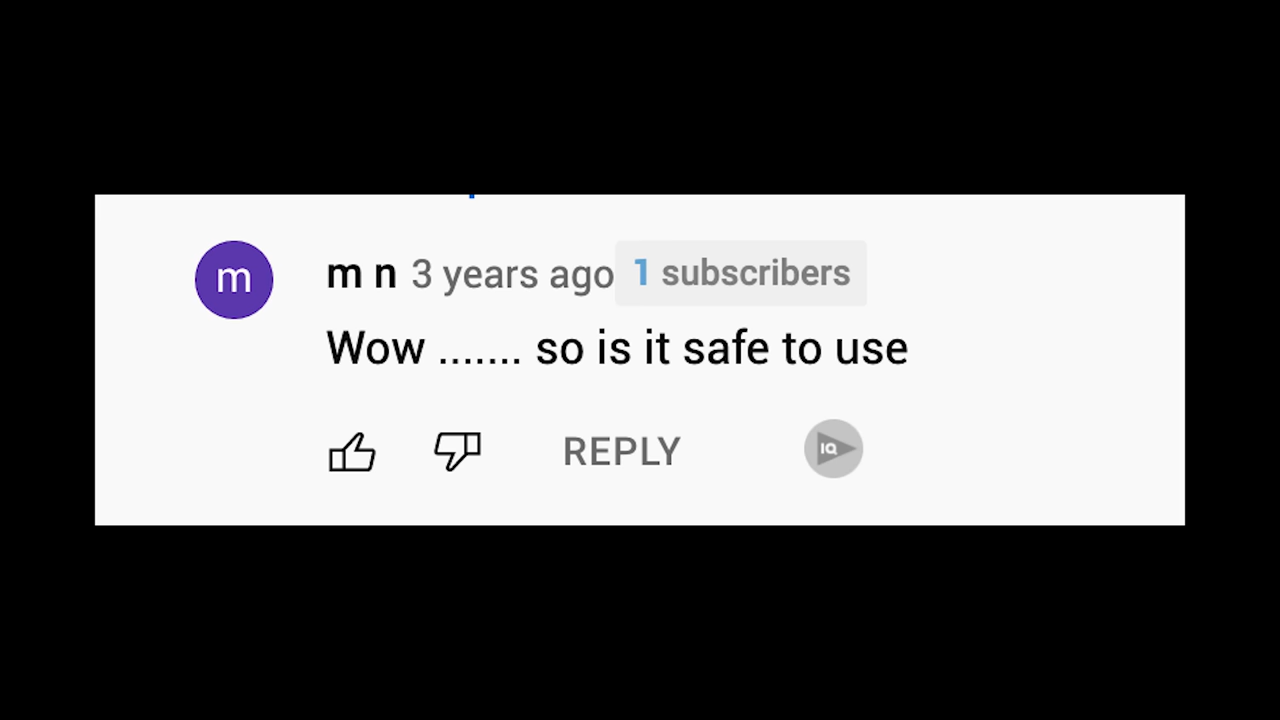 m
m n 3 years ago 1 subscribers
Wow ....... so is it safe to use
REPLY
IQ